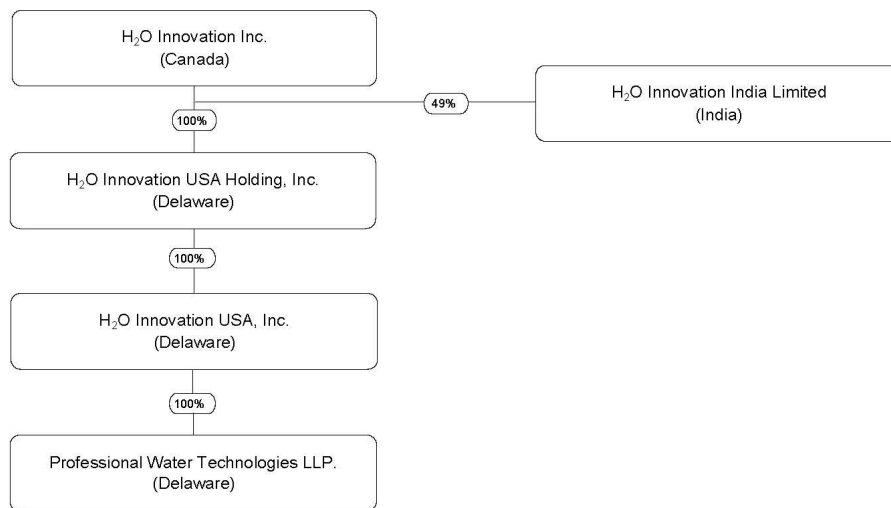 H₂O Innovation Inc.
(Canada)
49%
H₂O Innovation India Limited
(India)
100%
H₂O Innovation USA Holding, Inc.
(Delaware)
100%
H₂O Innovation USA, Inc.
(Delaware)
100%
Professional Water Technologies LLP.
(Delaware)